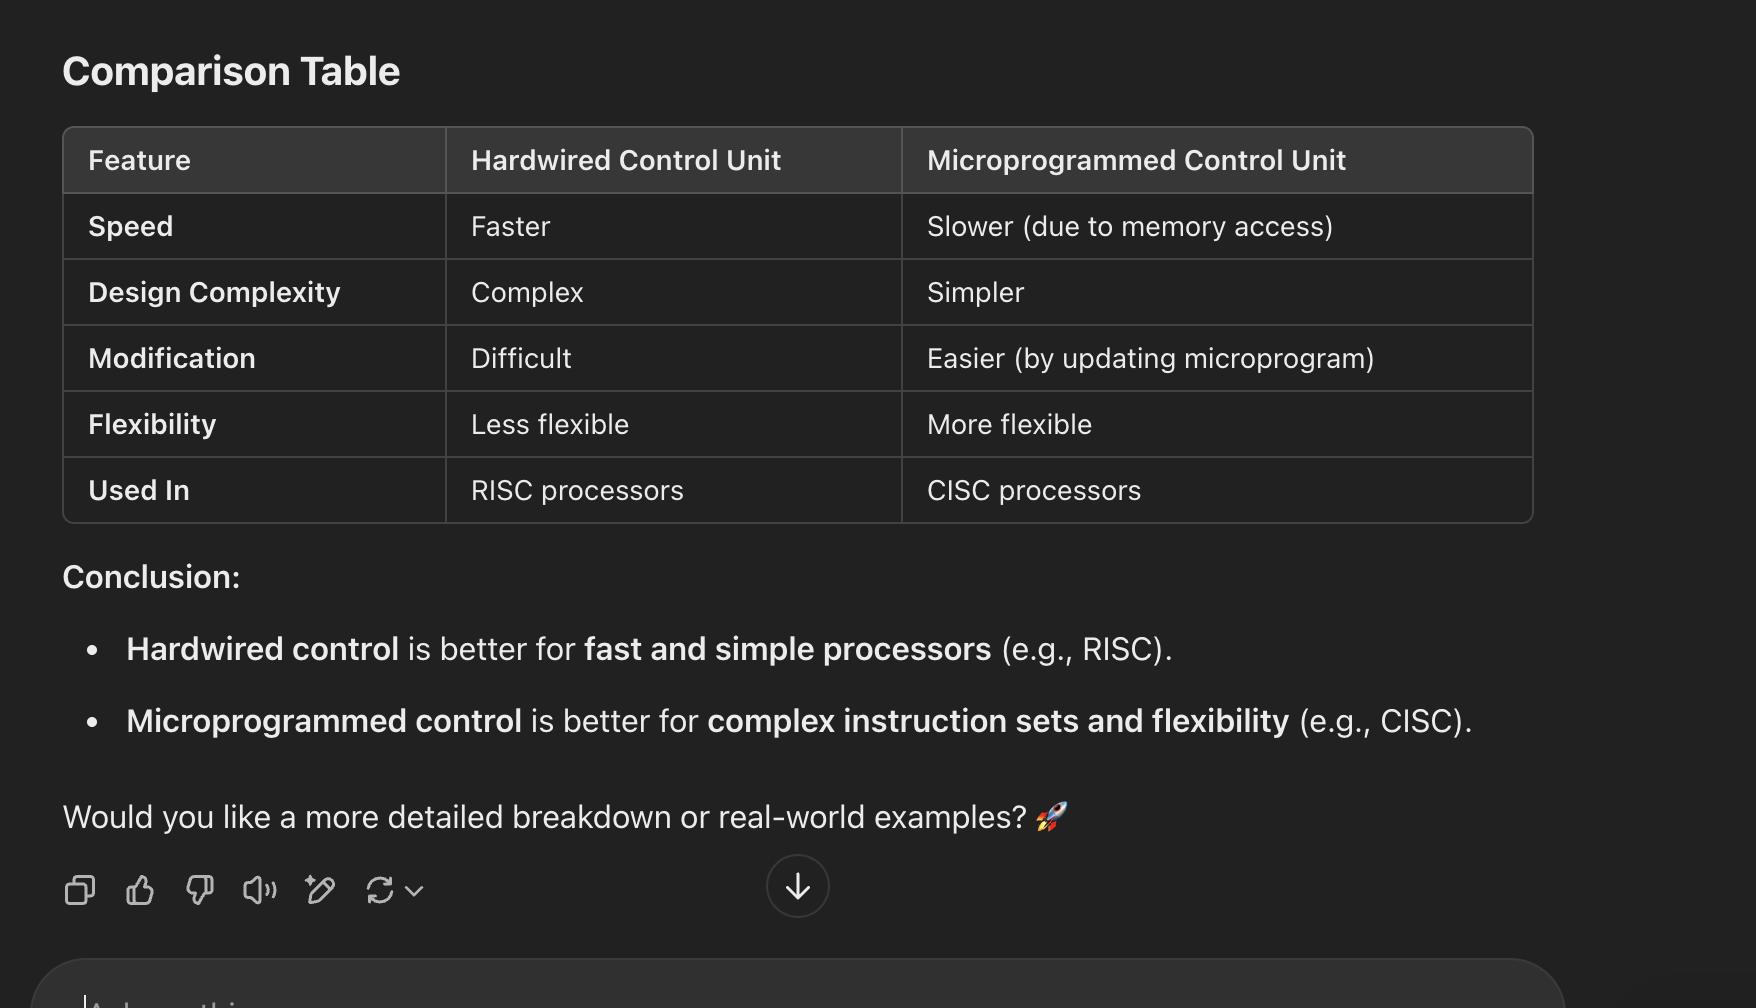 Comparison Table
Feature Hardwired Control Unit Microprogrammed Control Unit
Speed Faster Slower (due to memory access)
Design Complexity Complex Simpler
Modification Difficult Easier (by updating microprogram)
Flexibility Less flexible More flexible
Used In RISC processors CISC processors
Conclusion:
• Hardwired control is better for fast and simple processors (e.g., RISC).
• Microprogrammed control is better for complex instruction sets and flexibility (e.g., CISC).
Would you like a more detailed breakdown or real-world examples? 🚀